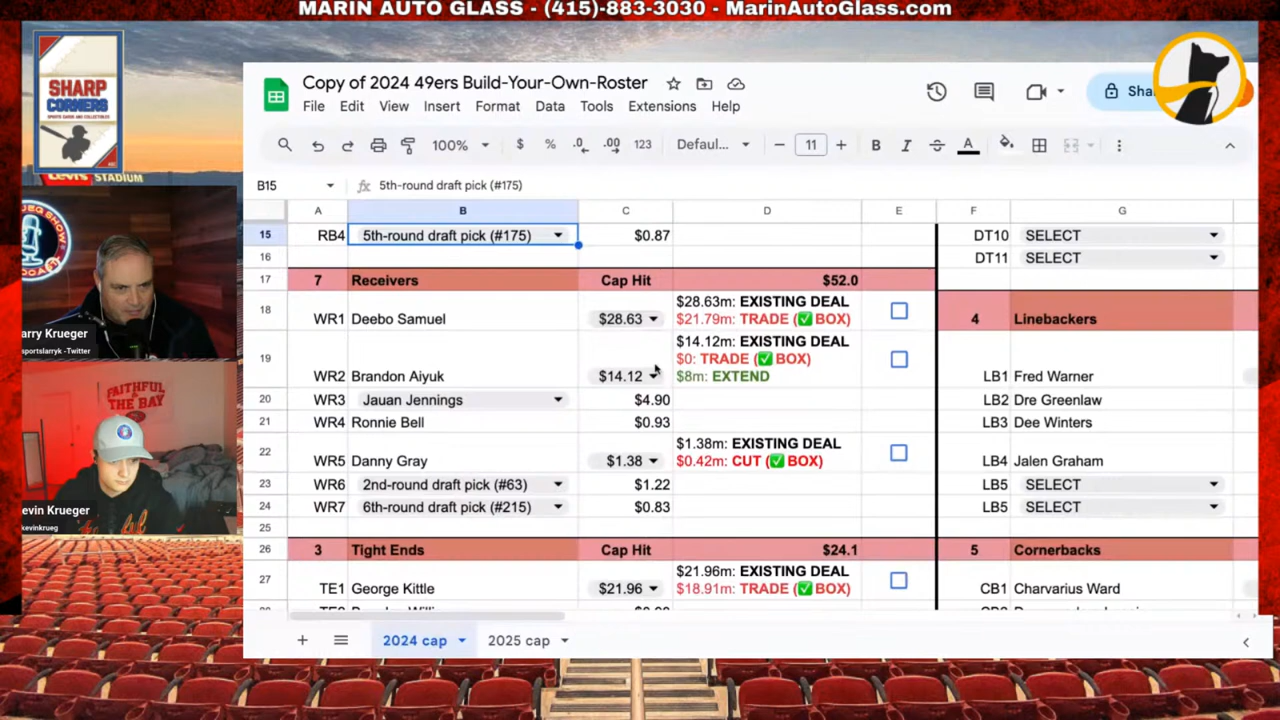 MARIN AUTO GLASS - (415)-883-3030 - MarinAutoGlass.com
SHARP
CORNERS
SPORTS CARDS AND COLLECTIBLES
LEVI'S STADIUM
arry Krueger
sportslarryk -Twitter
FAITHFUL
TO
THE BAY
evin Krueger
kevinkrueg
Copy of 2024 49ers Build-Your-Own-Roster
File Edit View Insert Format Data Tools Extensions Help
Sha
100% $ % .0 .00 123 Defaul... 11 B I S A
B15 fx 5th-round draft pick (#175)
A B C D E F G
15 RB4 5th-round draft pick (#175) $0.87 DT10 SELECT
16 DT11 SELECT
17 7 Receivers Cap Hit $52.0
18 WR1 Deebo Samuel $28.63 $28.63m: EXISTING DEAL
$21.79m: TRADE (✅ BOX)
4 Linebackers
19 WR2 Brandon Aiyuk $14.12 $14.12m: EXISTING DEAL
$0: TRADE (✅ BOX)
$8m: EXTEND
LB1 Fred Warner
20 WR3 Jauan Jennings $4.90 LB2 Dre Greenlaw
21 WR4 Ronnie Bell $0.93 LB3 Dee Winters
22 WR5 Danny Gray $1.38 $1.38m: EXISTING DEAL
$0.42m: CUT (✅ BOX)
LB4 Jalen Graham
23 WR6 2nd-round draft pick (#63) $1.22 LB5 SELECT
24 WR7 6th-round draft pick (#215) $0.83 LB5 SELECT
25
26 3 Tight Ends Cap Hit $24.1 5 Cornerbacks
27 TE1 George Kittle $21.96 $21.96m: EXISTING DEAL
$18.91m: TRADE (✅ BOX)
CB1 Charvarius Ward
2024 cap 2025 cap